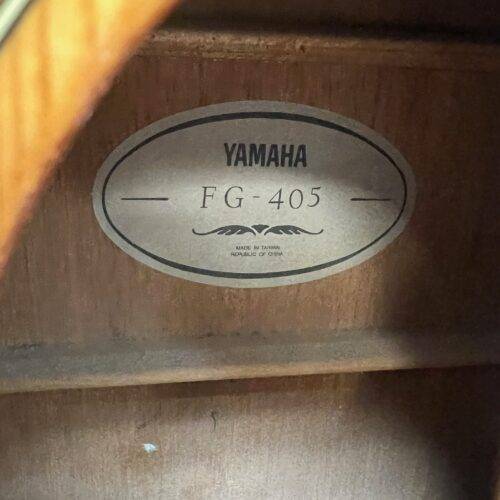 YAMAHA
FG-405
MADE IN TAIWAN
REPUBLIC OF CHINA